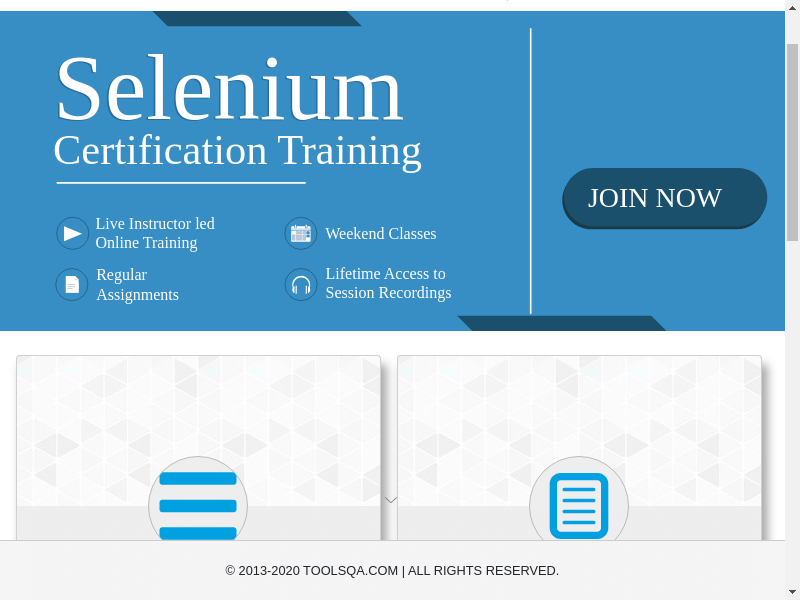 Selenium
Certification Training
Live Instructor led
Online Training
Weekend Classes
Regular
Assignments
Lifetime Access to
Session Recordings
JOIN NOW
© 2013-2020 TOOLSQA.COM | ALL RIGHTS RESERVED.